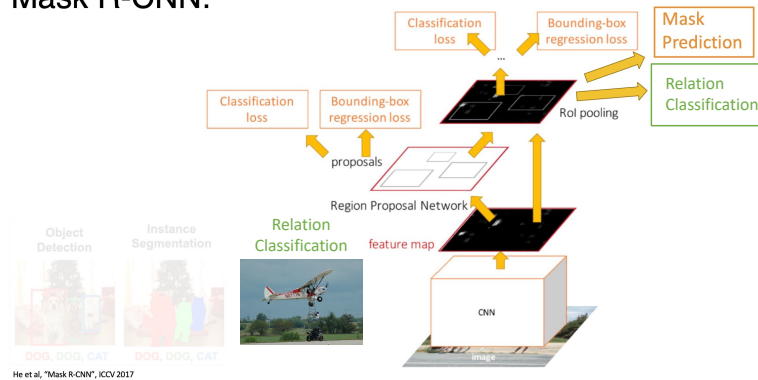 Mask R-CNN:
Classification
loss
Bounding-box
regression loss
Mask
Prediction
...
Relation
Classification
Classification
loss
Bounding-box
regression loss
RoI pooling
proposals
Region Proposal Network
Object
Detection
Instance
Segmentation
Relation
Classification
feature map
CNN
image
DOG, DOG, CAT
DOG, DOG, CAT
He et al, "Mask R-CNN", ICCV 2017